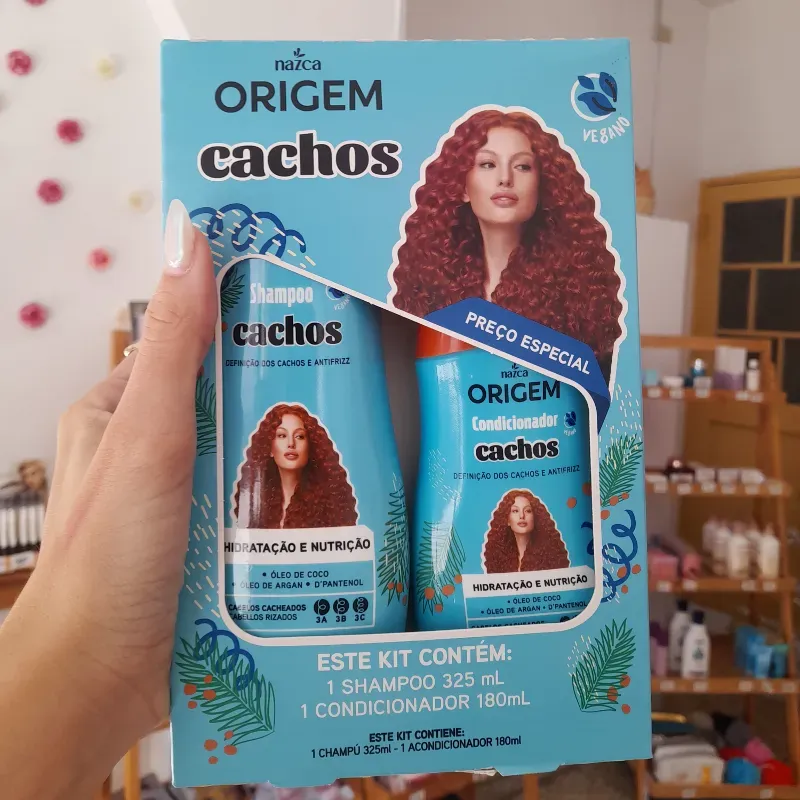 nazca
ORIGEM
cachos
VEGANO
PREÇO ESPECIAL
Shampoo
cachos
DEFINIÇÃO DOS CACHOS E ANTIFRIZZ
HIDRATAÇÃO E NUTRIÇÃO
• ÓLEO DE COCO
• ÓLEO DE ARGAN • D'PANTENOL
CABELOS CACHEADOS
CABELLOS RIZADOS
3A 3B 3C
nazca
ORIGEM
Condicionador
cachos
DEFINIÇÃO DOS CACHOS E ANTIFRIZZ
HIDRATAÇÃO E NUTRIÇÃO
• ÓLEO DE COCO
• ÓLEO DE ARGAN • D'PANTENOL
CABELOS CACHEADOS
ESTE KIT CONTÉM:
1 SHAMPOO 325 mL
1 CONDICIONADOR 180mL
ESTE KIT CONTIENE:
1 CHAMPÚ 325ml - 1 ACONDICIONADOR 180ml